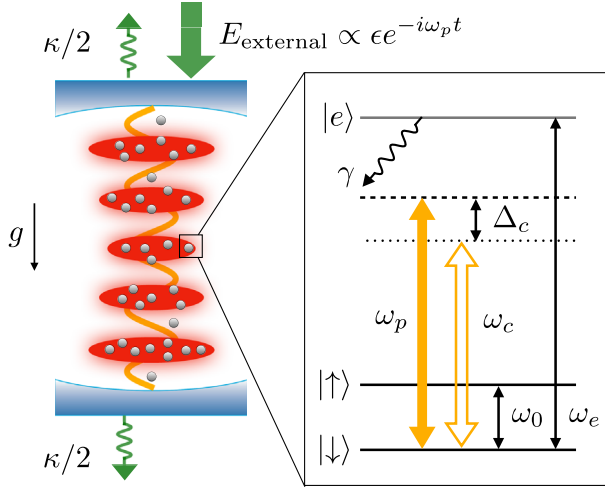 κ/2
E_external ∝ ϵe^{-iω_p t}
|e⟩
γ
Δ_c
g
ω_p
ω_c
|↑⟩
ω_0
ω_e
|↓⟩
κ/2